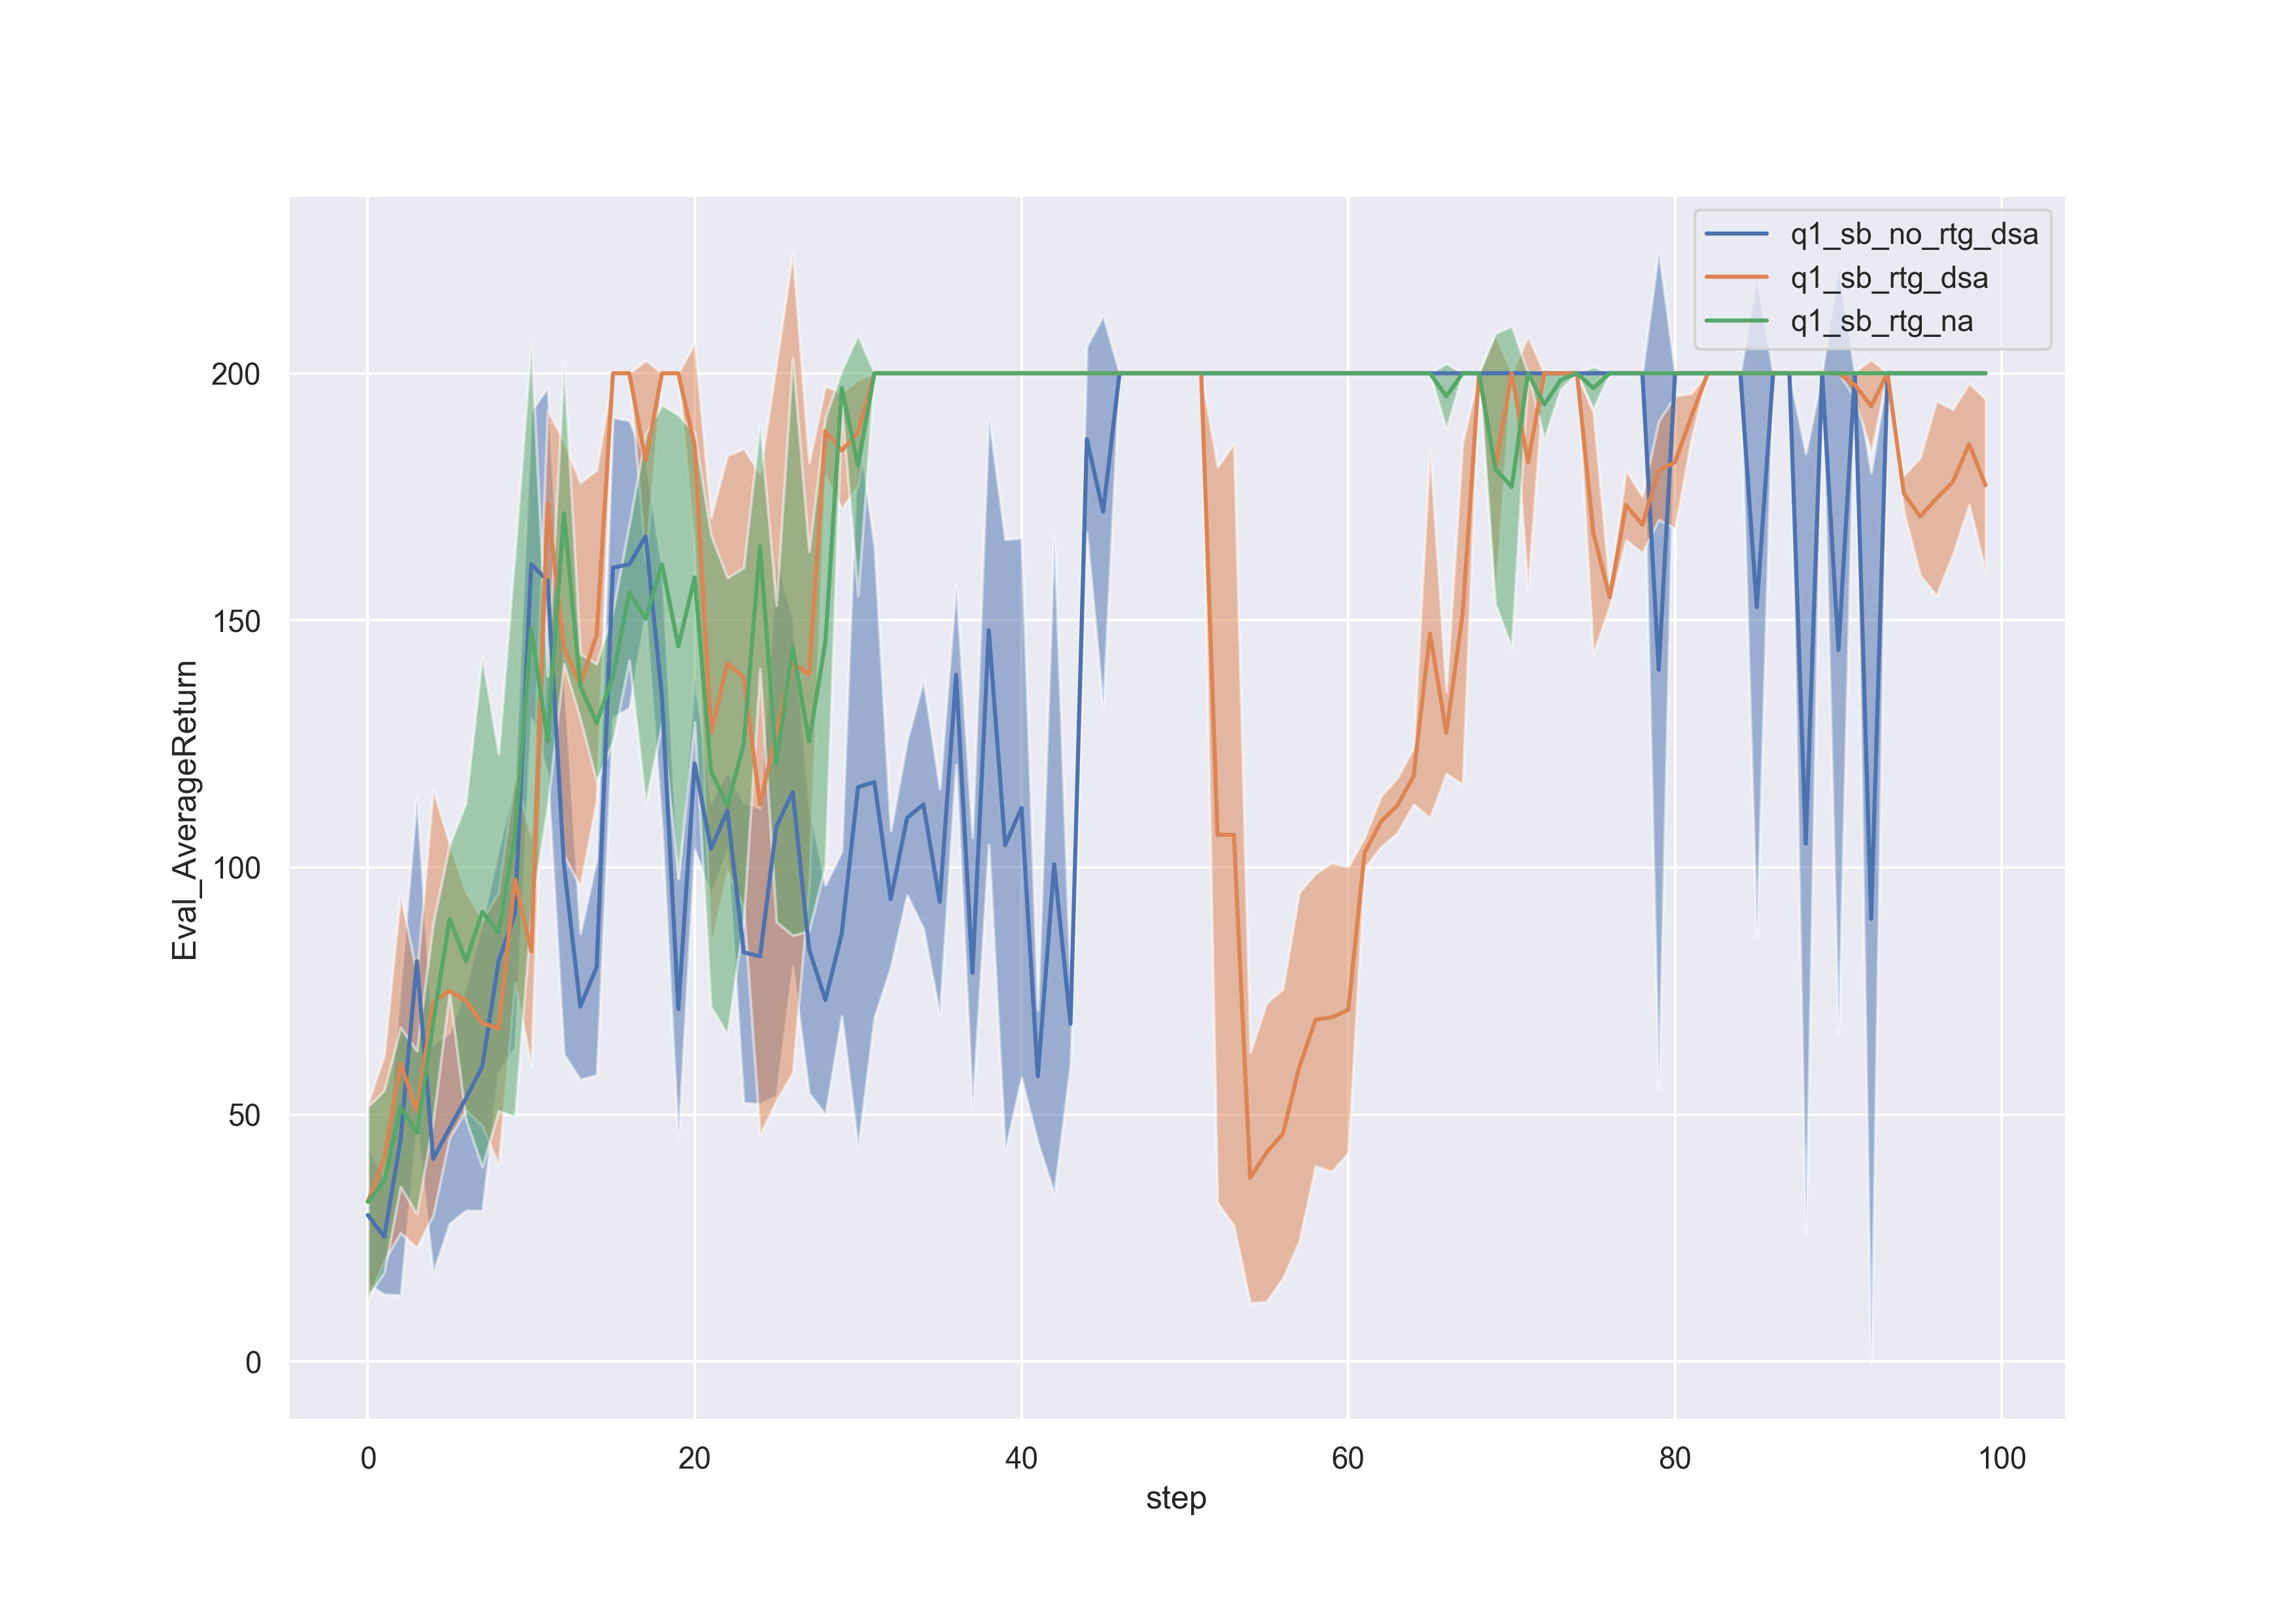 q1_sb_no_rtg_dsa
q1_sb_rtg_dsa
q1_sb_rtg_na
200
150
100
50
0
Eval_AverageReturn
0 20 40 60 80 100
step